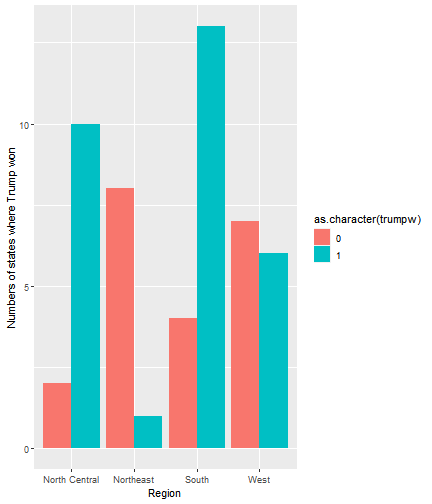 Numbers of states where Trump won
10
5
0
North Central
Northeast
South
West
Region
as.character(trumpw)
0
1